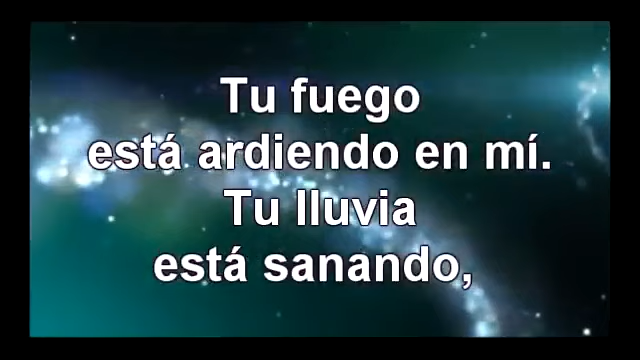 Tu fuego
está ardiendo en mí.
Tu lluvia
está sanando,